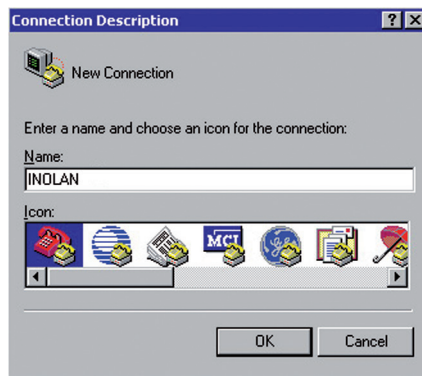 Connection Description
New Connection
Enter a name and choose an icon for the connection:
Name:
INOLAN
Icon:
MCI
OK
Cancel